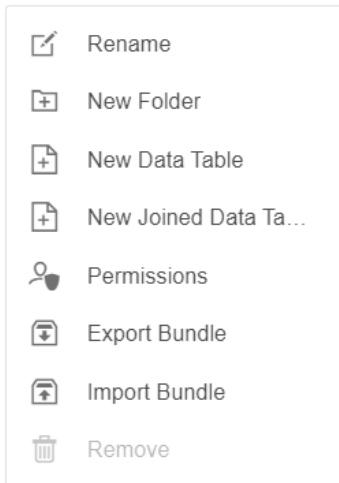 Rename
New Folder
New Data Table
New Joined Data Ta...
Permissions
Export Bundle
Import Bundle
Remove